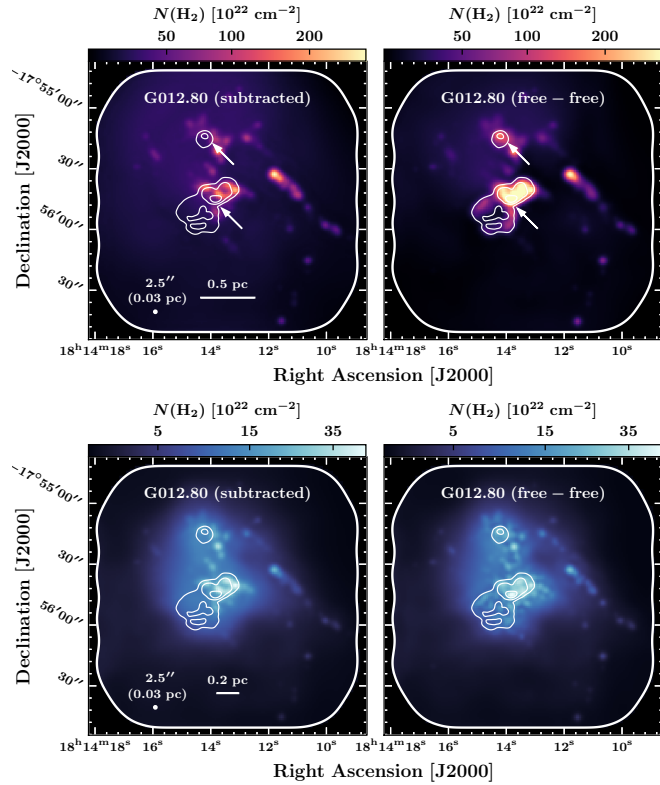 N(H₂) [10²² cm⁻²] N(H₂) [10²² cm⁻²]
50 100 200 50 100 200
G012.80 (subtracted) G012.80 (free − free)
−17°55′00″
30″
56′00″
30″
Declination [J2000]
2.5″ 0.5 pc
(0.03 pc)
18ʰ14ᵐ18ˢ 16ˢ 14ˢ 12ˢ 10ˢ 18ʰ14ᵐ18ˢ 16ˢ 14ˢ 12ˢ 10ˢ
Right Ascension [J2000]
N(H₂) [10²² cm⁻²] N(H₂) [10²² cm⁻²]
5 15 35 5 15 35
G012.80 (subtracted) G012.80 (free − free)
−17°55′00″
30″
56′00″
30″
Declination [J2000]
2.5″ 0.2 pc
(0.03 pc)
18ʰ14ᵐ18ˢ 16ˢ 14ˢ 12ˢ 10ˢ 18ʰ14ᵐ18ˢ 16ˢ 14ˢ 12ˢ 10ˢ
Right Ascension [J2000]